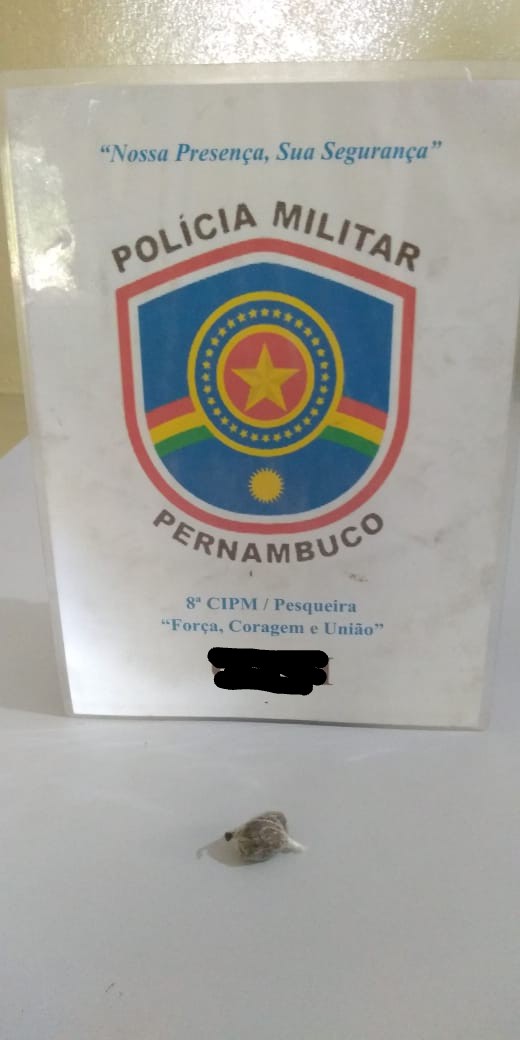 “Nossa Presença, Sua Segurança”
POLÍCIA MILITAR
PERNAMBUCO
8ª CIPM / Pesqueira
“Força, Coragem e União”